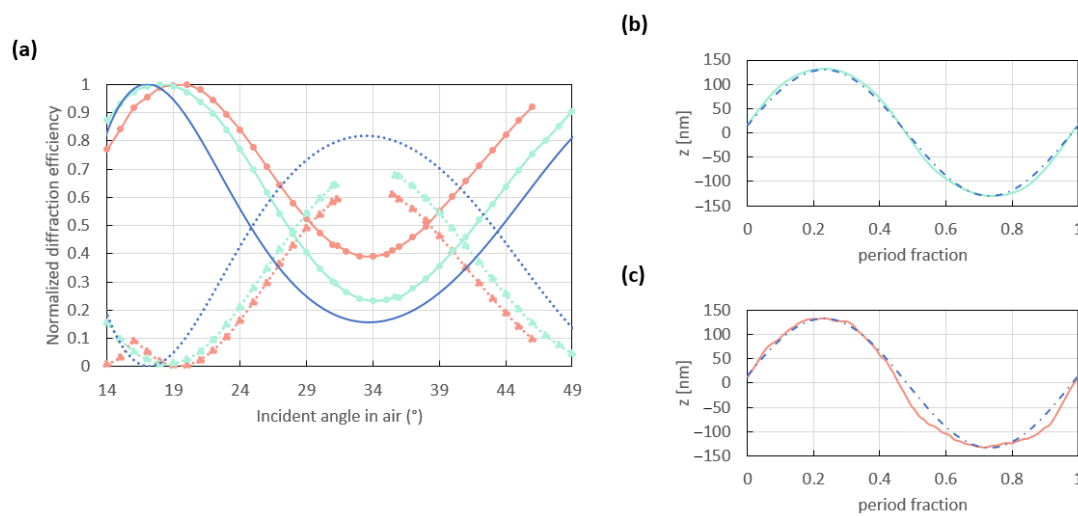 (a)
Normalized diffraction efficiency
1
0.9
0.8
0.7
0.6
0.5
0.4
0.3
0.2
0.1
0
14 19 24 29 34 39 44 49
Incident angle in air (°)
(b)
z [nm]
150
100
50
0
−50
−100
−150
0 0.2 0.4 0.6 0.8 1
period fraction
(c)
z [nm]
150
100
50
0
−50
−100
−150
0 0.2 0.4 0.6 0.8 1
period fraction